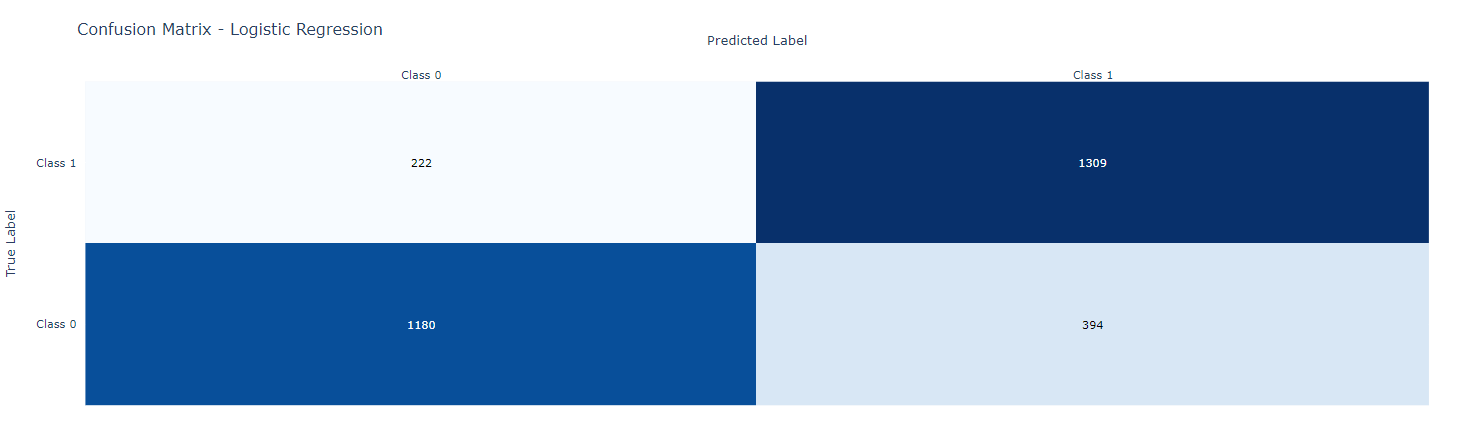 Confusion Matrix - Logistic Regression
Predicted Label
Class 0 Class 1
Class 1 222 1309
True Label
Class 0 1180 394